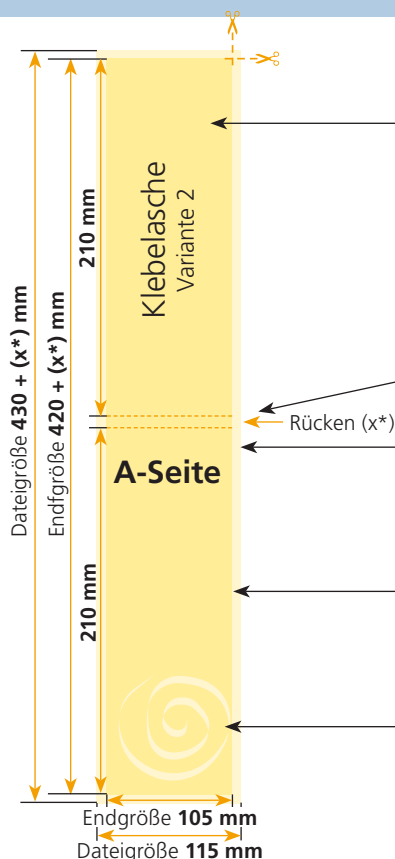 Dateigröße 430 + (x*) mm
Endfgröße 420 + (x*) mm
210 mm
Klebelasche
Variante 2
Rücken (x*)
A-Seite
210 mm
Endgröße 105 mm
Dateigröße 115 mm